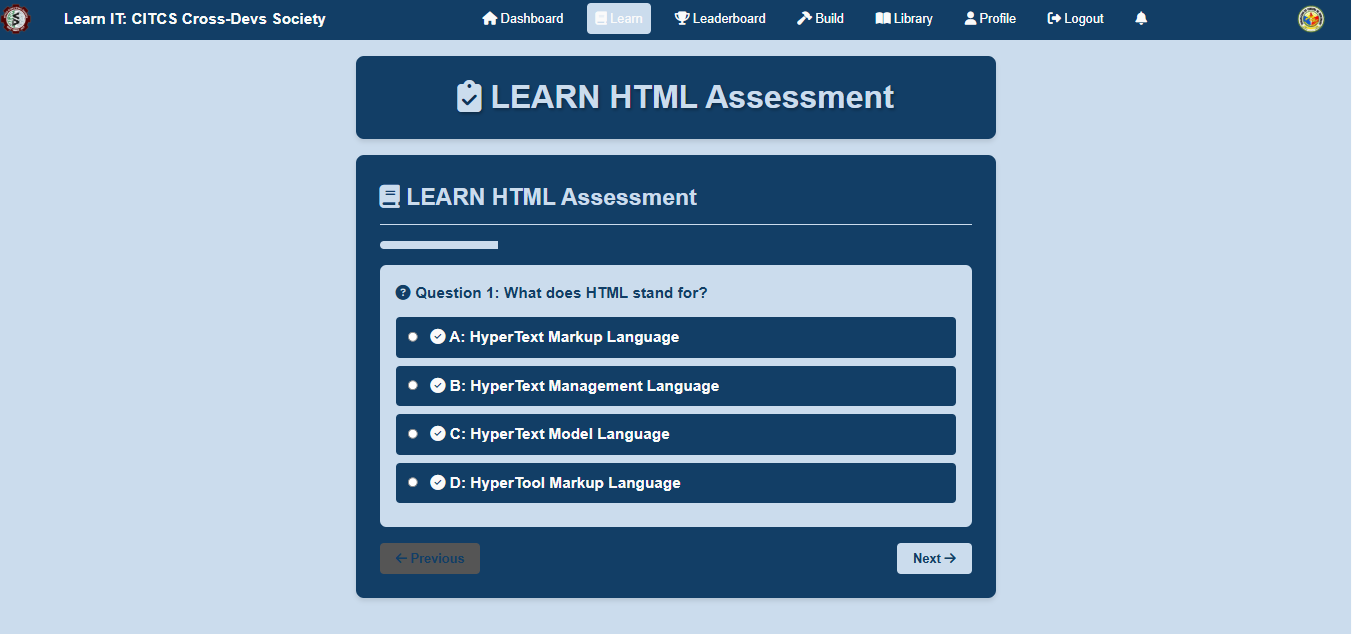 Learn IT: CITCS Cross-Devs Society
Dashboard
Learn
Leaderboard
Build
Library
Profile
Logout
LEARN HTML Assessment
LEARN HTML Assessment
Question 1: What does HTML stand for?
A: HyperText Markup Language
B: HyperText Management Language
C: HyperText Model Language
D: HyperTool Markup Language
Previous
Next